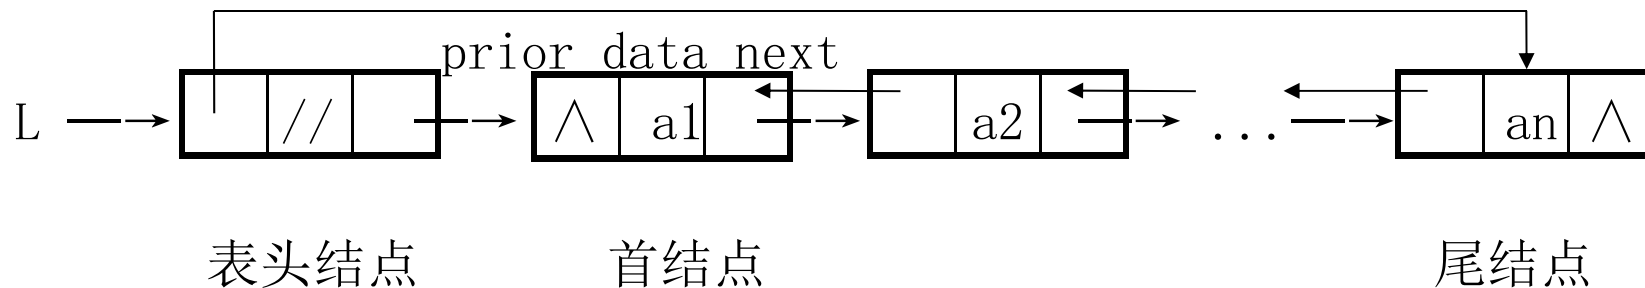 prior data next
L // ∧ a1 a2 ... an ∧
表头结点 首结点 尾结点